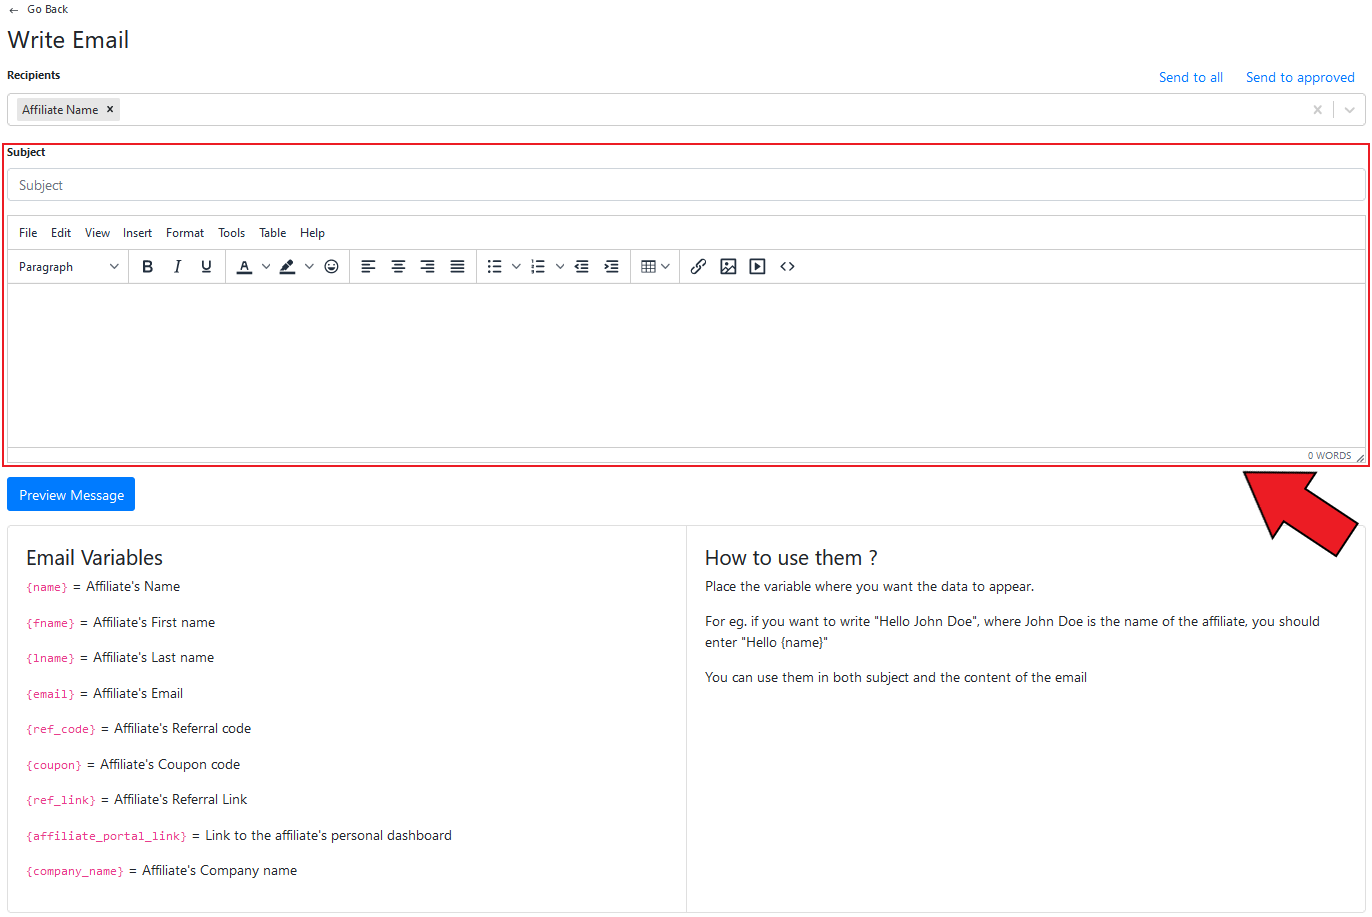 ← Go Back
Write Email
Recipients
Send to all Send to approved
Affiliate Name ×
Subject
Subject
File Edit View Insert Format Tools Table Help
Paragraph B I U A
0 WORDS
Preview Message
Email Variables
{name} = Affiliate's Name
{fname} = Affiliate's First name
{lname} = Affiliate's Last name
{email} = Affiliate's Email
{ref_code} = Affiliate's Referral code
{coupon} = Affiliate's Coupon code
{ref_link} = Affiliate's Referral Link
{affiliate_portal_link} = Link to the affiliate's personal dashboard
{company_name} = Affiliate's Company name
How to use them ?
Place the variable where you want the data to appear.
For eg. if you want to write "Hello John Doe", where John Doe is the name of the affiliate, you should
enter "Hello {name}"
You can use them in both subject and the content of the email